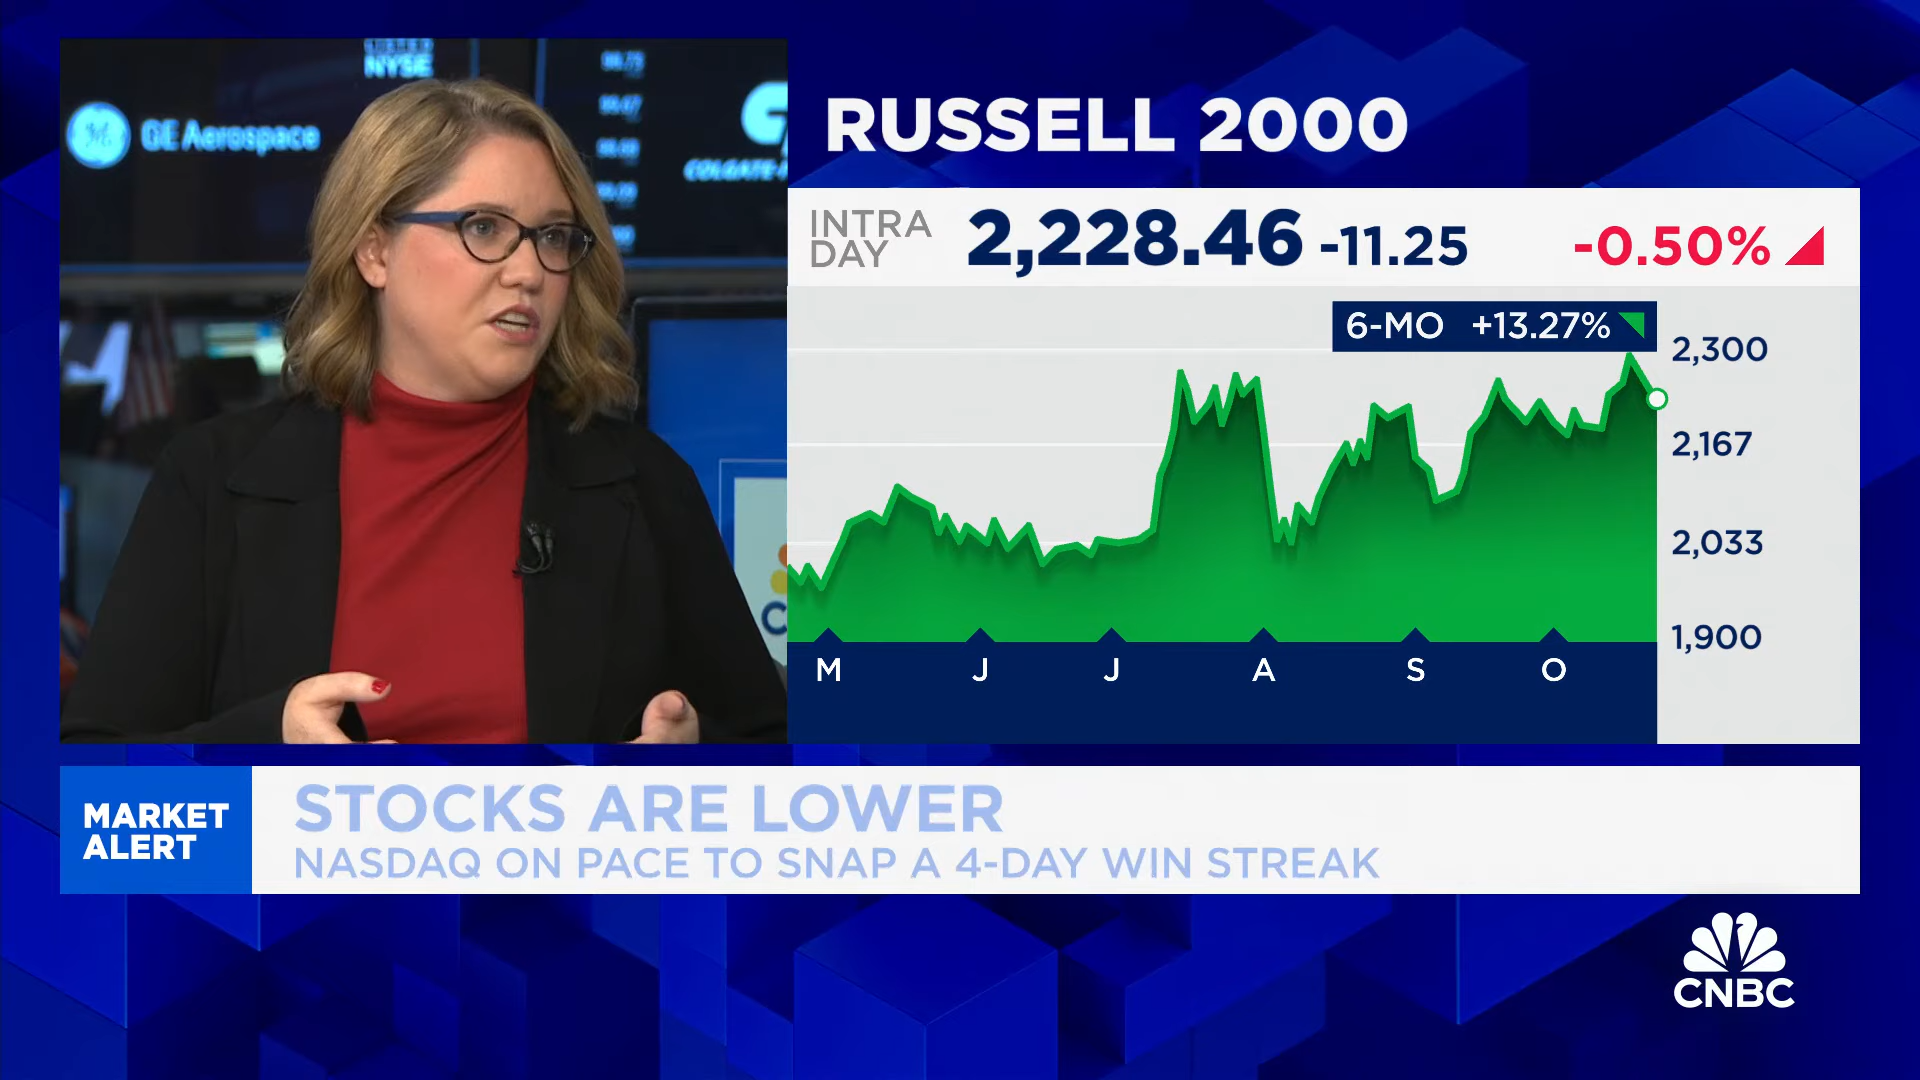 NYSE
GE Aerospace
COLGATE-
RUSSELL 2000
INTRA
DAY
2,228.46 -11.25 -0.50%
6-MO +13.27%
2,300
2,167
2,033
1,900
M J J A S O
MARKET
ALERT
STOCKS ARE LOWER
NASDAQ ON PACE TO SNAP A 4-DAY WIN STREAK
CNBC